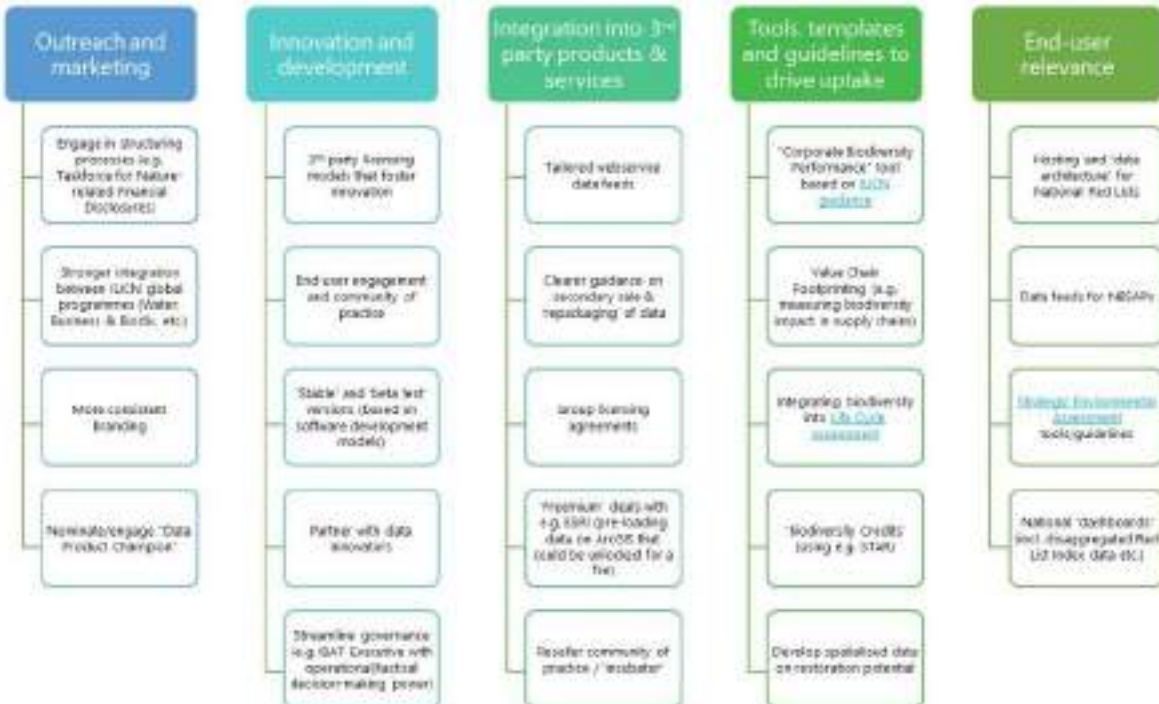 Outreach and
marketing
Engage in structuring
processes (e.g.
Taskforce for Nature-
related Financial
Disclosures)
Stronger integration
between IUCN global
programmes (Water,
Business & Biodiv, etc.)
More consistent
branding
Nominate/engage "Data
Product Champion"
Innovation and
development
3rd party licensing
models that foster
innovation
End-user engagement
and community of
practice
'Stable' and 'beta test'
versions (based on
software development
models)
Partner with data
innovators
Streamline governance
(e.g. IBAT Executive with
operational/tactical
decision-making power)
Integration into 3rd
party products &
services
Tailored webservice
data feeds
Clearer guidance on
secondary sale &
'repackaging' of data
Group licensing
agreements
'Freemium' deals with
e.g. ESRI (pre-loading
data on ArcGIS that
could be unlocked for a
fee)
Reseller community of
practice / 'incubator'
Tools, templates
and guidelines to
drive uptake
"Corporate Biodiversity
Performance" tool
based on IUCN
guidance
Value Chain
Footprinting (e.g.
measuring biodiversity
impact in supply chains)
Integrating biodiversity
into Life Cycle
Assessment
'Biodiversity Credits'
(using e.g. STAR)
Develop spatialised data
on restoration potential
End-user
relevance
Hosting and 'data
architecture' for
National Red Lists
Data feeds for NBSAPs
Strategic Environmental
Assessment
tools/guidelines
National 'dashboards'
(incl. disaggregated Red
List Index data etc.)